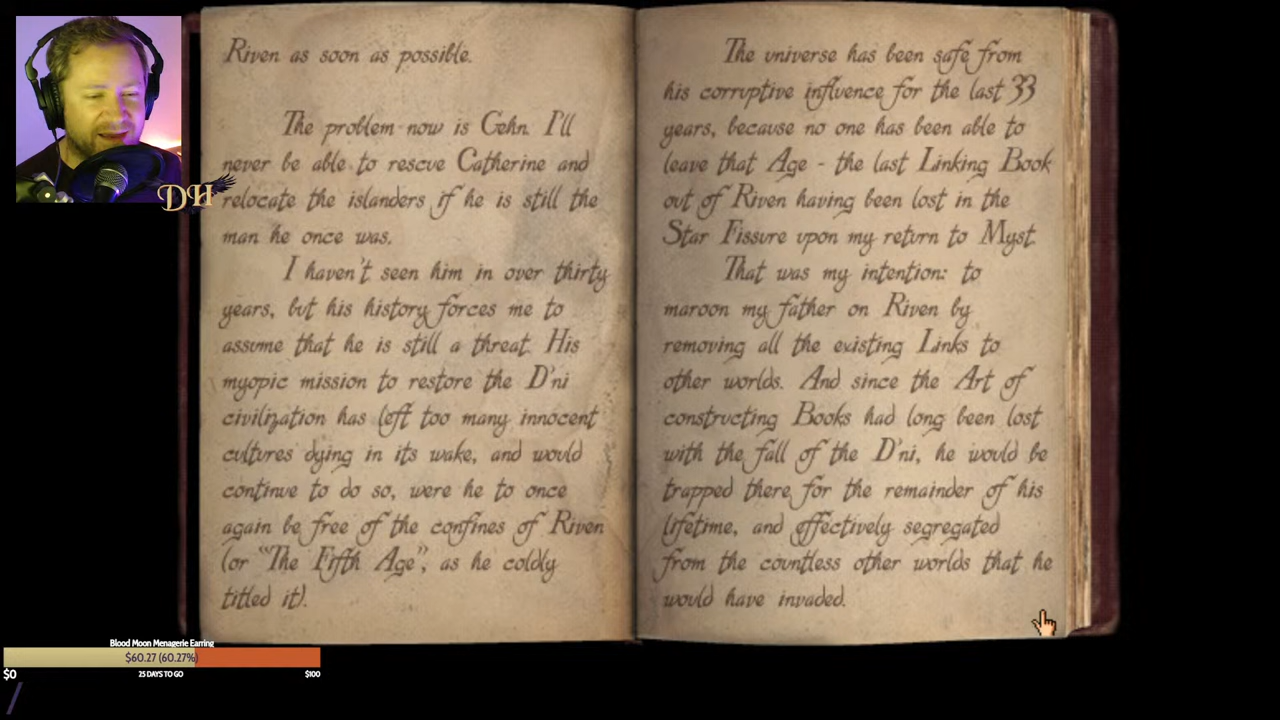 Riven as soon as possible.
The problem now is Gehn. I'll
never be able to rescue Catherine and
relocate the islanders if he is still the
man he once was.
I haven't seen him in over thirty
years, but his history forces me to
assume that he is still a threat. His
myopic mission to restore the D'ni
civilization has left too many innocent
cultures dying in its wake, and would
continue to do so, were he to once
again be free of the confines of Riven
(or "The Fifth Age", as he coldly
titled it).
The universe has been safe from
his corruptive influence for the last 33
years, because no one has been able to
leave that Age - the last Linking Book
out of Riven having been lost in the
Star Fissure upon my return to Myst.
That was my intention: to
maroon my father on Riven by
removing all the existing Links to
other worlds. And since the Art of
constructing Books had long been lost
with the fall of the D'ni, he would be
trapped there for the remainder of his
lifetime, and effectively segregated
from the countless other worlds that he
would have invaded.
DH
Blood Moon Menagerie Earring
$60.27 (60.27%)
$0 25 DAYS TO GO $100
/